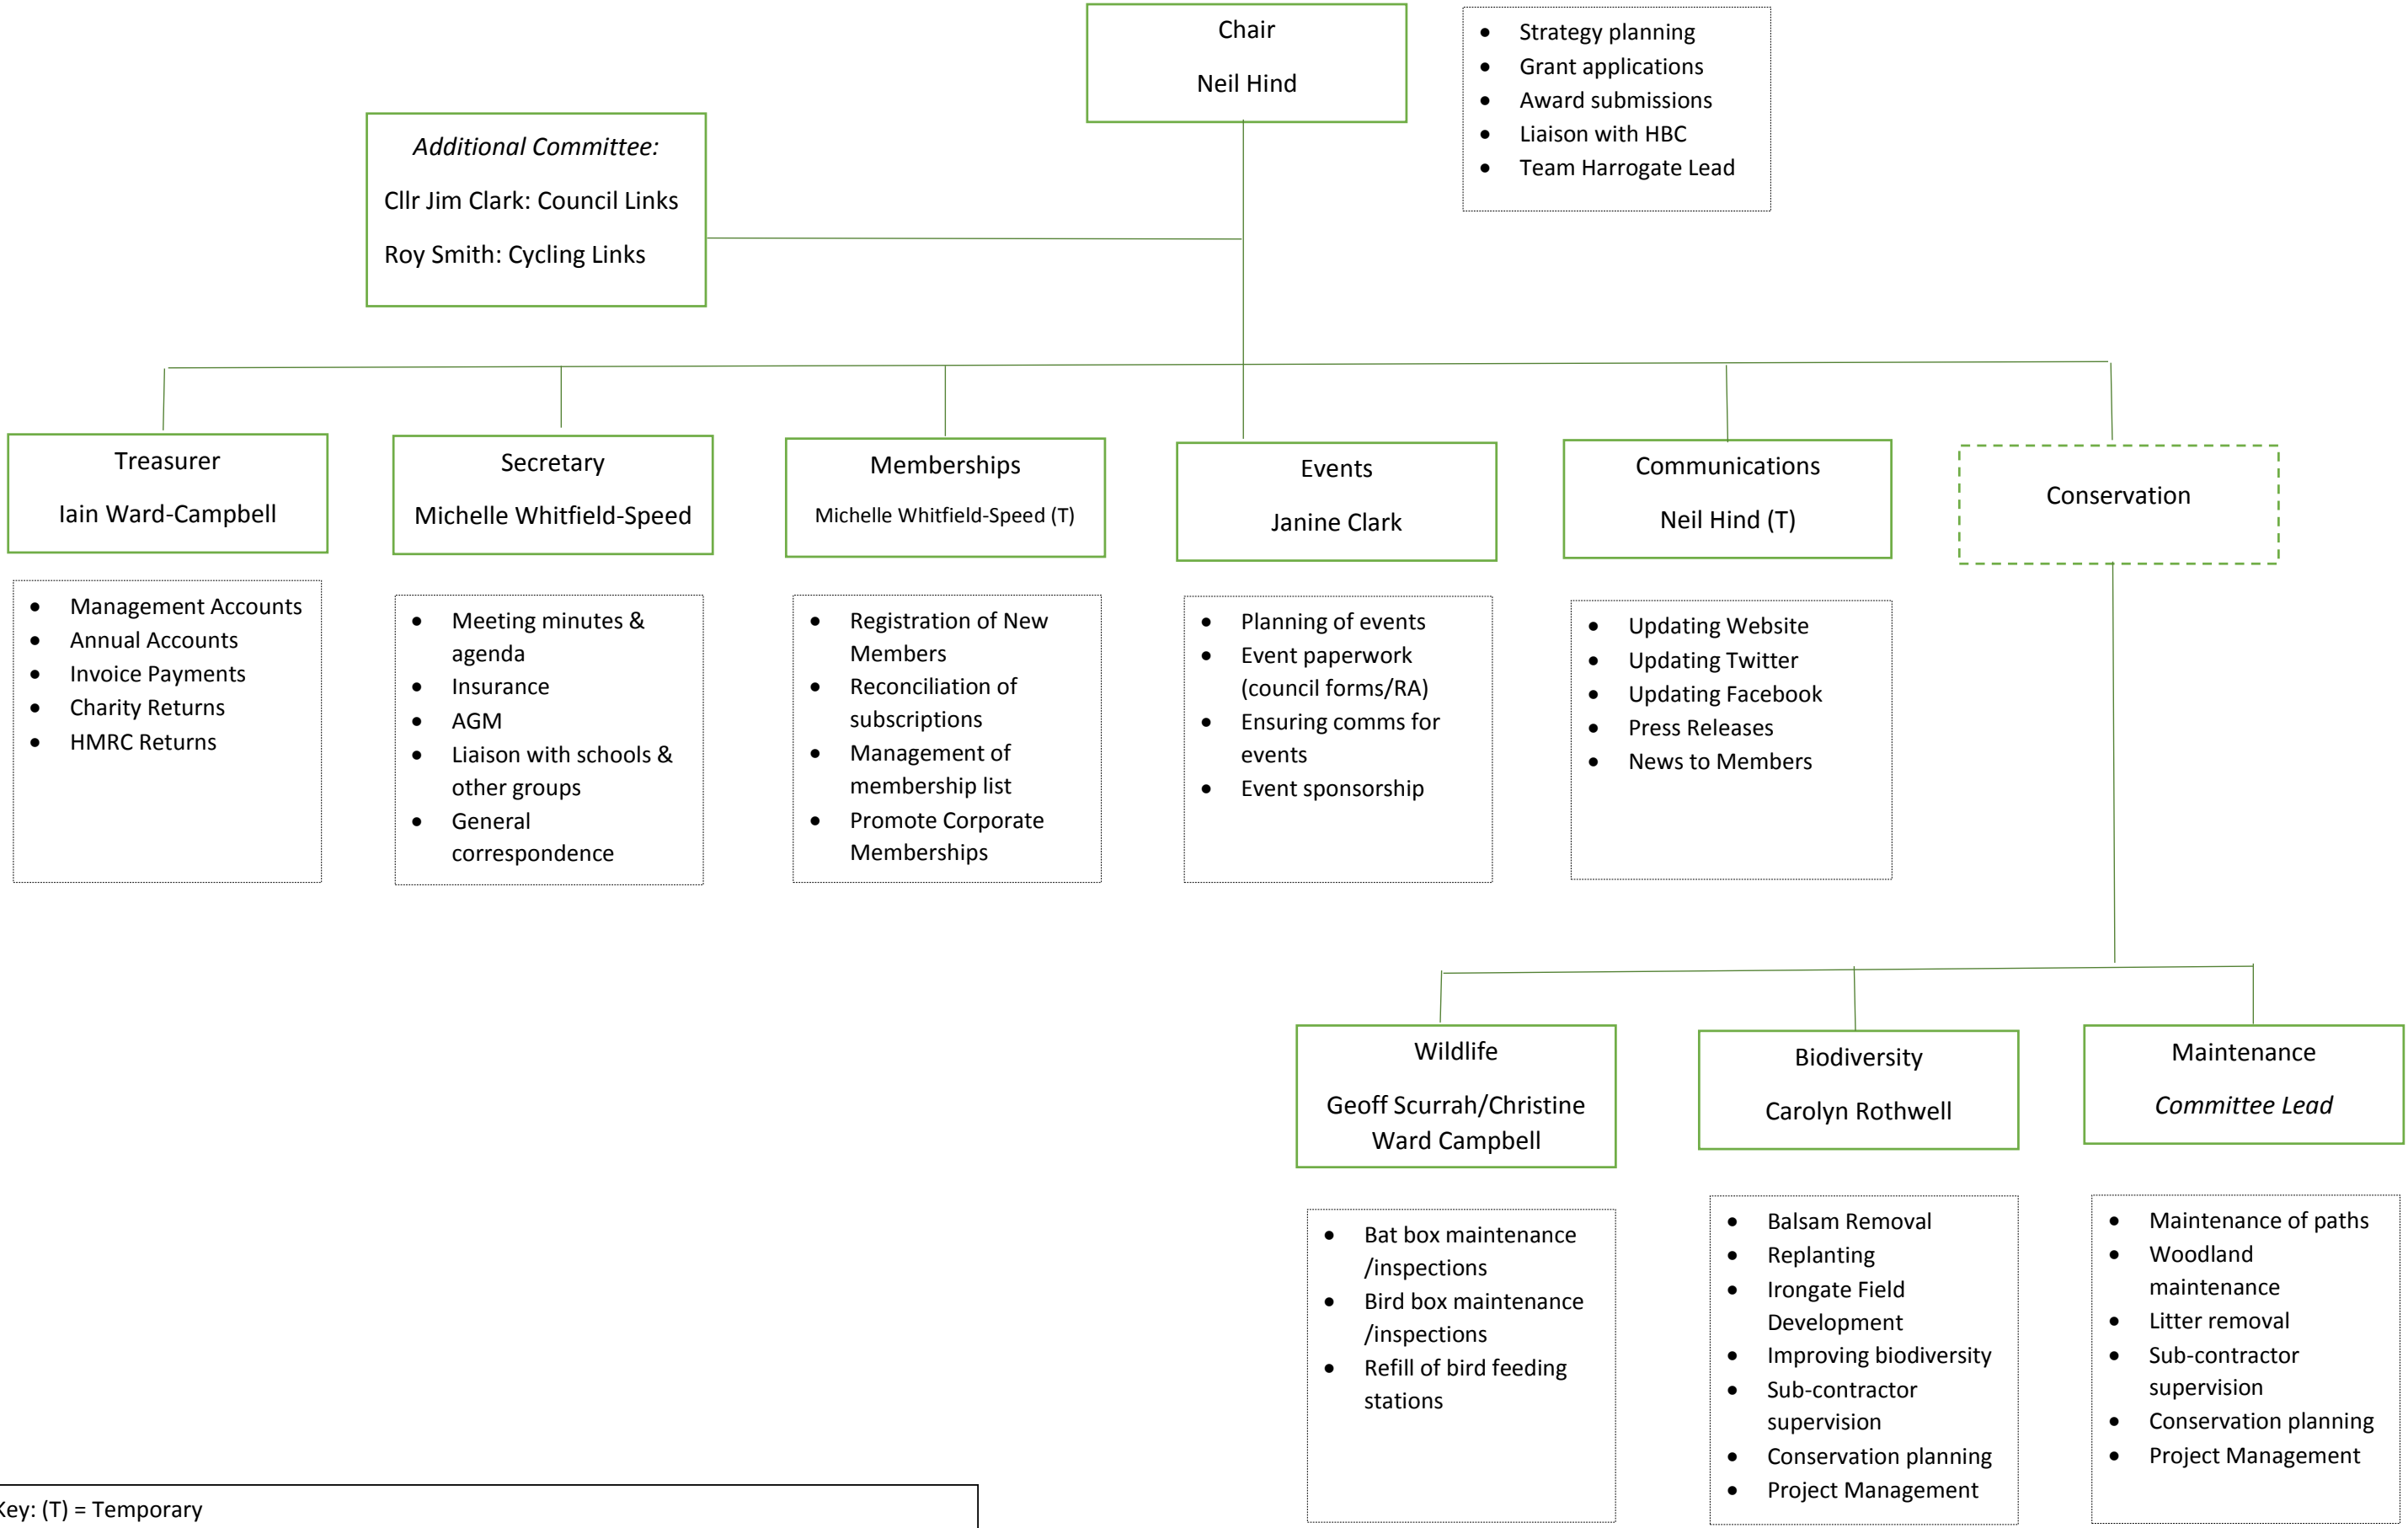 Chair
Neil Hind
• Strategy planning
• Grant applications
• Award submissions
• Liaison with HBC
• Team Harrogate Lead
Additional Committee:
Cllr Jim Clark: Council Links
Roy Smith: Cycling Links
Treasurer
Iain Ward-Campbell
Secretary
Michelle Whitfield-Speed
Memberships
Michelle Whitfield-Speed (T)
Events
Janine Clark
Communications
Neil Hind (T)
Conservation
• Management Accounts
• Annual Accounts
• Invoice Payments
• Charity Returns
• HMRC Returns
• Meeting minutes &
agenda
• Insurance
• AGM
• Liaison with schools &
other groups
• General
correspondence
• Registration of New
Members
• Reconciliation of
subscriptions
• Management of
membership list
• Promote Corporate
Memberships
• Planning of events
• Event paperwork
(council forms/RA)
• Ensuring comms for
events
• Event sponsorship
• Updating Website
• Updating Twitter
• Updating Facebook
• Press Releases
• News to Members
Wildlife
Geoff Scurrah/Christine
Ward Campbell
Biodiversity
Carolyn Rothwell
Maintenance
Committee Lead
• Bat box maintenance
/inspections
• Bird box maintenance
/inspections
• Refill of bird feeding
stations
• Balsam Removal
• Replanting
• Irongate Field
Development
• Improving biodiversity
• Sub-contractor
supervision
• Conservation planning
• Project Management
• Maintenance of paths
• Woodland
maintenance
• Litter removal
• Sub-contractor
supervision
• Conservation planning
• Project Management
Key: (T) = Temporary